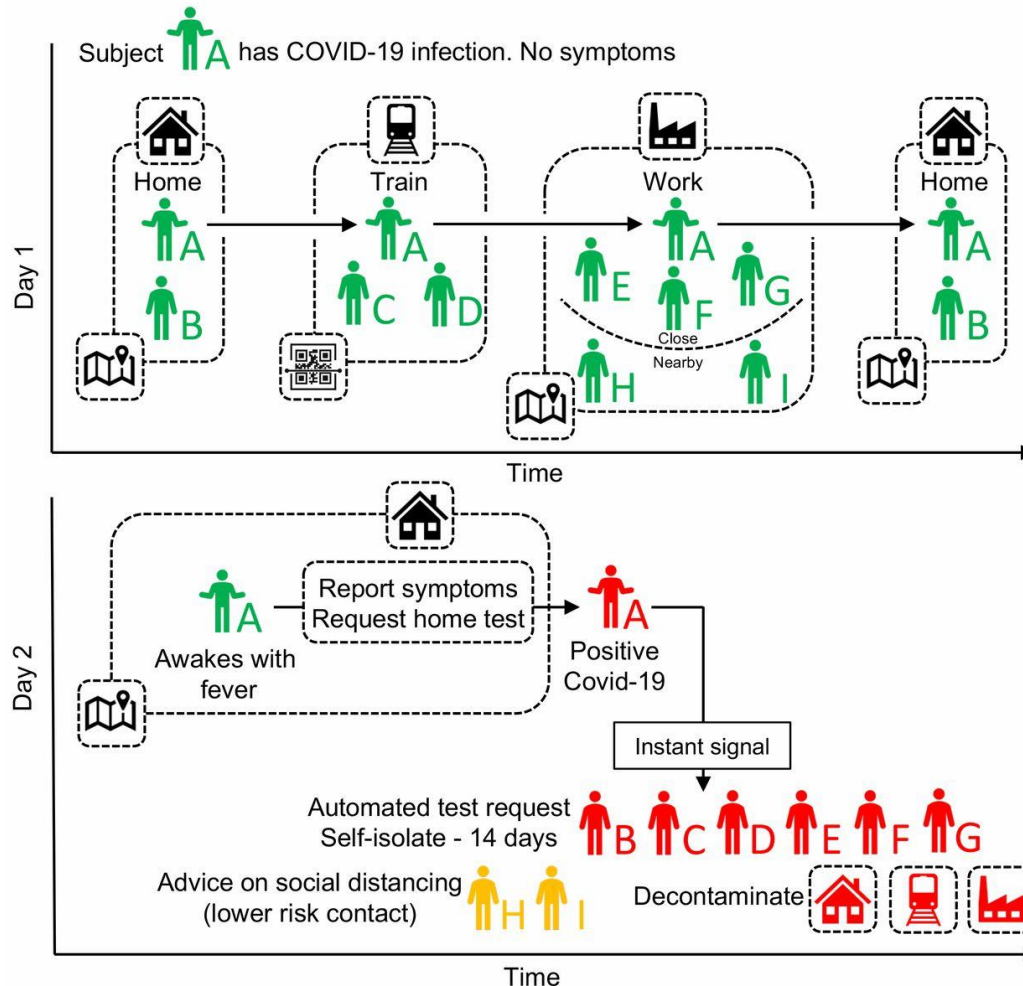 Subject A has COVID-19 infection. No symptoms
Home
Train
Work
Home
A
A
A
A
B
C
D
E
F
G
B
Close
Nearby
H
I
Day 1
Time
Report symptoms
Request home test
A
A
Awakes with
fever
Positive
Covid-19
Instant signal
Automated test request
Self-isolate - 14 days
B C D E F G
Advice on social distancing
(lower risk contact)
H I
Decontaminate
Day 2
Time